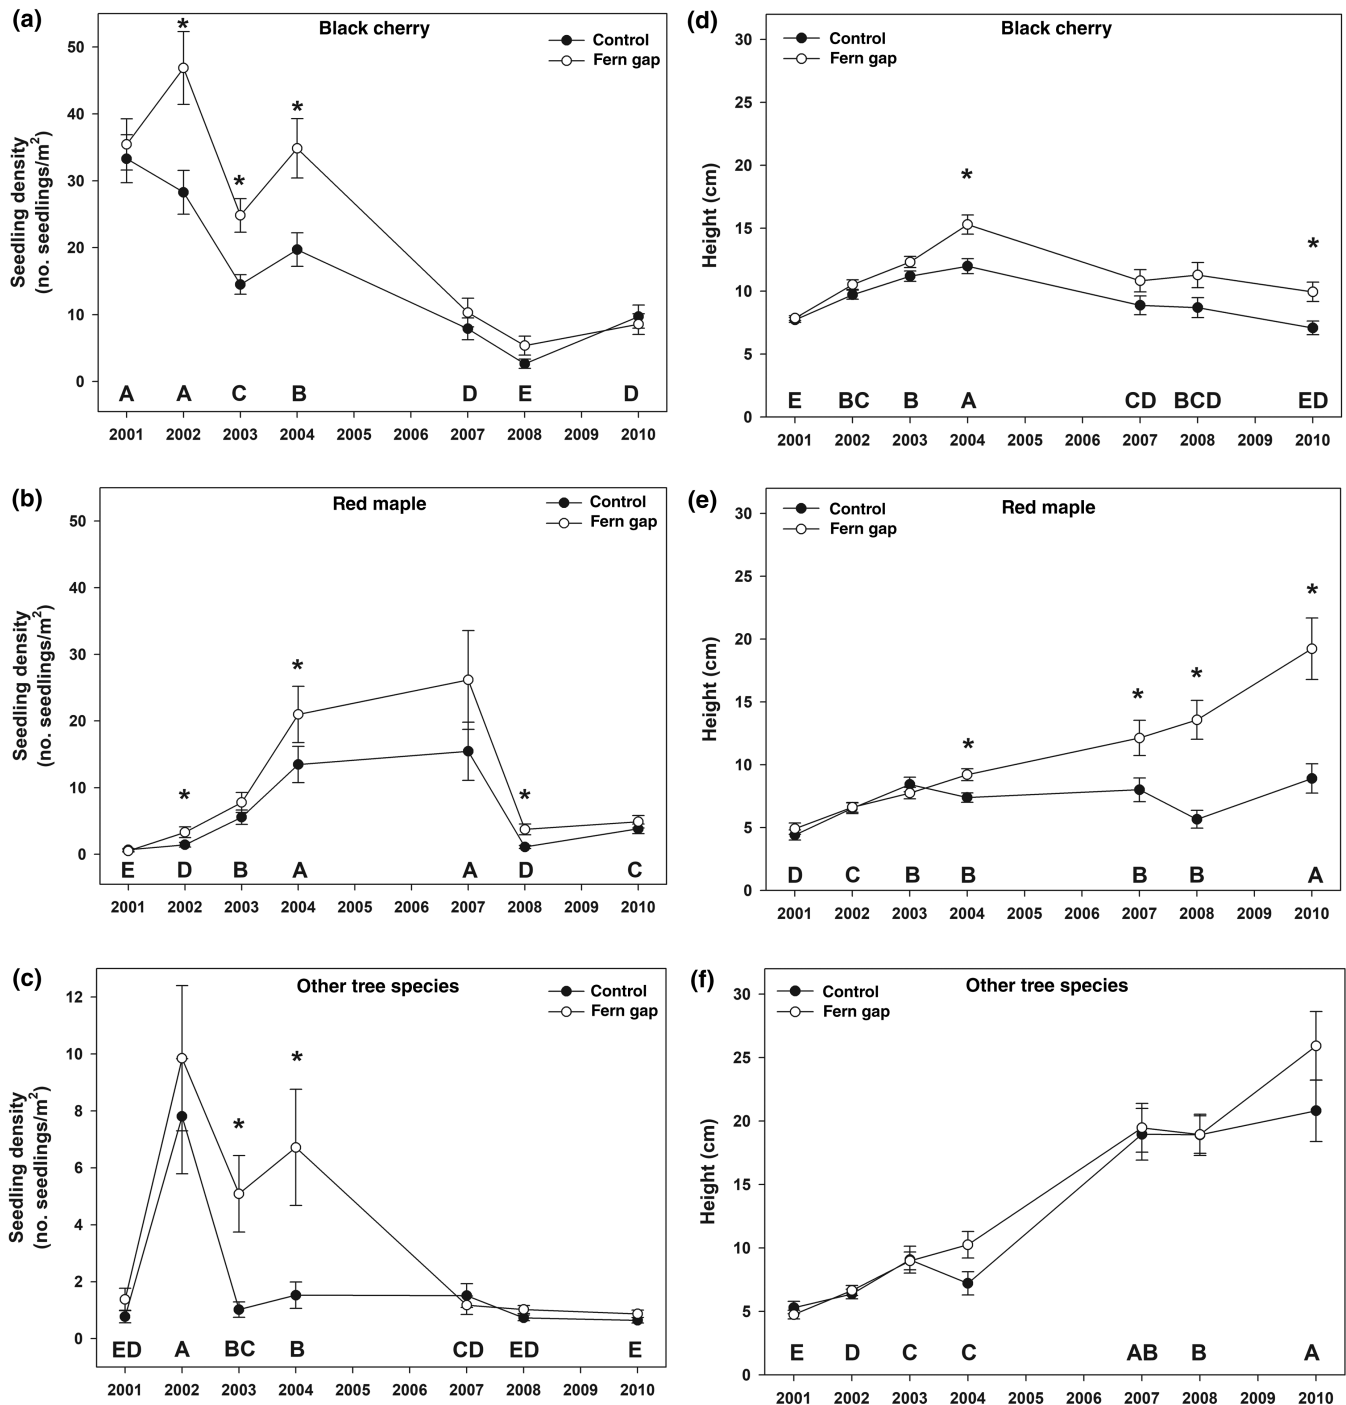 (a)
Black cherry
Control
Fern gap
Seedling density
(no. seedlings/m2)
50
40
30
20
10
0
*
*
*
A A C B D E D
2001 2002 2003 2004 2005 2006 2007 2008 2009 2010
(b)
Red maple
Control
Fern gap
Seedling density
(no. seedlings/m2)
50
40
30
20
10
0
*
*
*
E D B A A D C
2001 2002 2003 2004 2005 2006 2007 2008 2009 2010
(c)
Other tree species
Control
Fern gap
Seedling density
(no. seedlings/m2)
12
10
8
6
4
2
0
*
*
ED A BC B CD ED E
2001 2002 2003 2004 2005 2006 2007 2008 2009 2010
(d)
Black cherry
Control
Fern gap
Height (cm)
30
25
20
15
10
5
0
*
*
E BC B A CD BCD ED
2001 2002 2003 2004 2005 2006 2007 2008 2009 2010
(e)
Red maple
Control
Fern gap
Height (cm)
30
25
20
15
10
5
0
*
*
*
*
D C B B B B A
2001 2002 2003 2004 2005 2006 2007 2008 2009 2010
(f)
Other tree species
Control
Fern gap
Height (cm)
30
25
20
15
10
5
0
E D C C AB B A
2001 2002 2003 2004 2005 2006 2007 2008 2009 2010